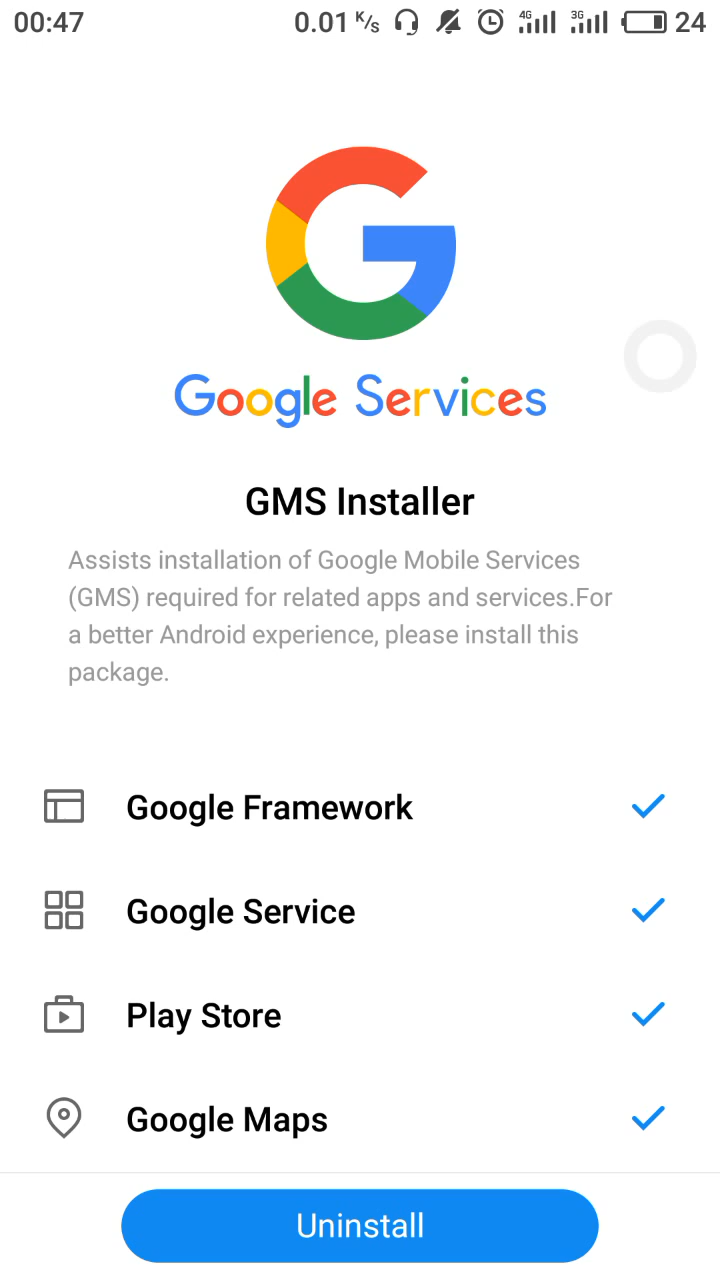 00:47 0.01 K/s 4G 3G 24
Google Services
GMS Installer
Assists installation of Google Mobile Services
(GMS) required for related apps and services.For
a better Android experience, please install this
package.
Google Framework
Google Service
Play Store
Google Maps
Uninstall